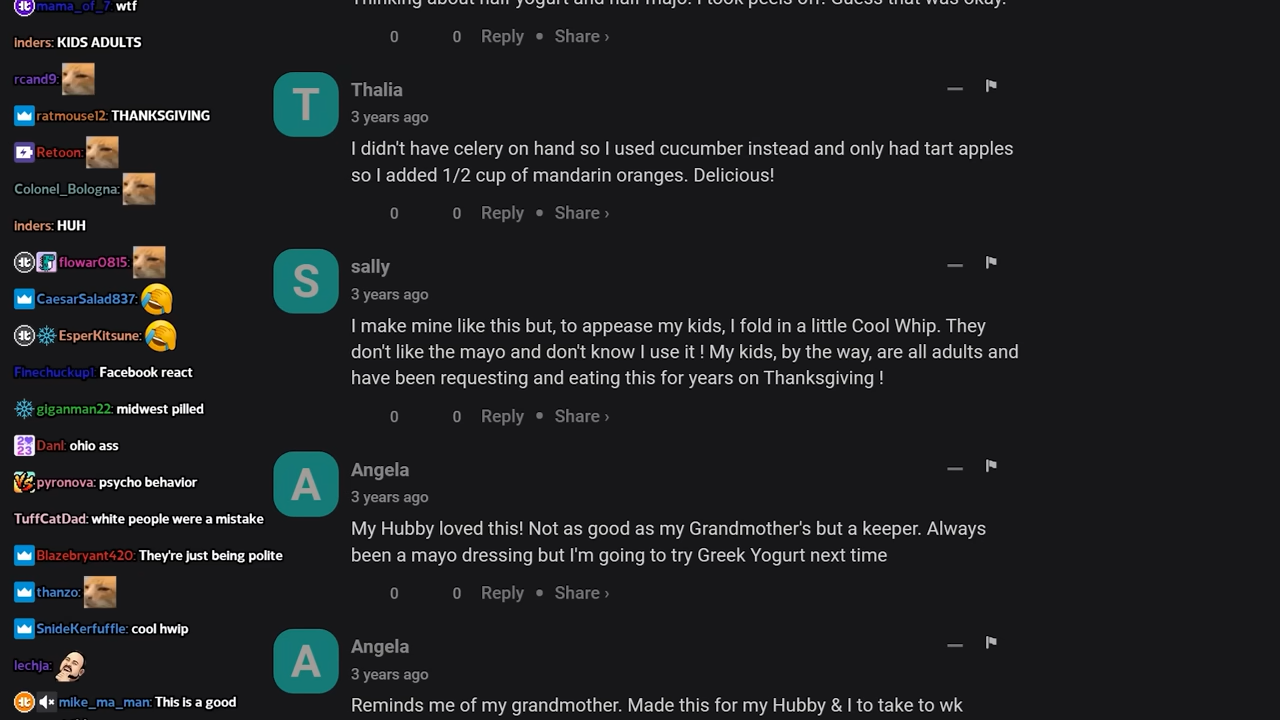 mama_of_7 wtf
inders: KIDS ADULTS
rcand9:
ratmouse12: THANKSGIVING
Retoon:
Colonel_Bologna:
inders: HUH
flowar0815:
CaesarSalad837:
EsperKitsune:
Finechuckup1: Facebook react
giganman22: midwest pilled
Danl: ohio ass
pyronova: psycho behavior
TuffCatDad: white people were a mistake
Blazebryant420: They're just being polite
thanzo:
SnideKerfuffle: cool hwip
lechja:
mike_ma_man: This is a good
Thinking about half yogurt and half majo. I took peels off. Guess that was okay.
0 0 Reply • Share ›
T
Thalia
3 years ago
I didn't have celery on hand so I used cucumber instead and only had tart apples
so I added 1/2 cup of mandarin oranges. Delicious!
0 0 Reply • Share ›
S
sally
3 years ago
I make mine like this but, to appease my kids, I fold in a little Cool Whip. They
don't like the mayo and don't know I use it ! My kids, by the way, are all adults and
have been requesting and eating this for years on Thanksgiving !
0 0 Reply • Share ›
A
Angela
3 years ago
My Hubby loved this! Not as good as my Grandmother's but a keeper. Always
been a mayo dressing but I'm going to try Greek Yogurt next time
0 0 Reply • Share ›
A
Angela
3 years ago
Reminds me of my grandmother. Made this for my Hubby & I to take to wk